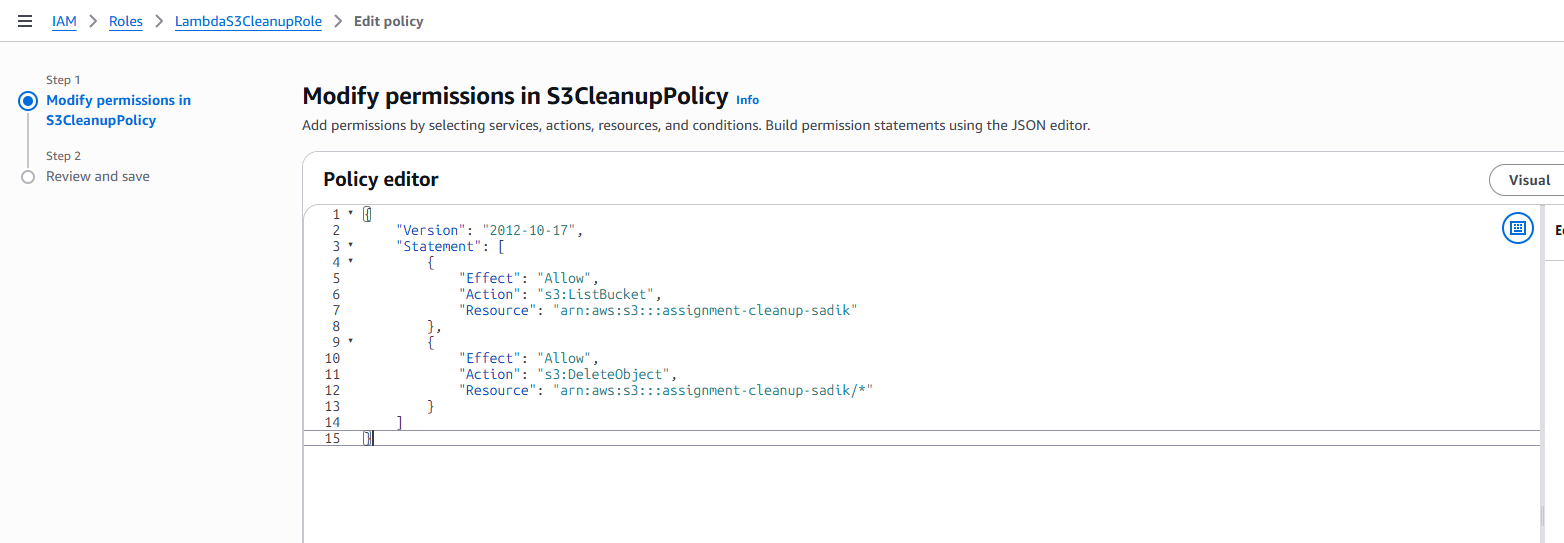 IAM > Roles > LambdaS3CleanupRole > Edit policy
Step 1
Modify permissions in
S3CleanupPolicy
Step 2
Review and save
Modify permissions in S3CleanupPolicy Info
Add permissions by selecting services, actions, resources, and conditions. Build permission statements using the JSON editor.
Policy editor
Visual
1 {
2 "Version": "2012-10-17",
3 "Statement": [
4 {
5 "Effect": "Allow",
6 "Action": "s3:ListBucket",
7 "Resource": "arn:aws:s3:::assignment-cleanup-sadik"
8 },
9 {
10 "Effect": "Allow",
11 "Action": "s3:DeleteObject",
12 "Resource": "arn:aws:s3:::assignment-cleanup-sadik/*"
13 }
14 ]
15 }